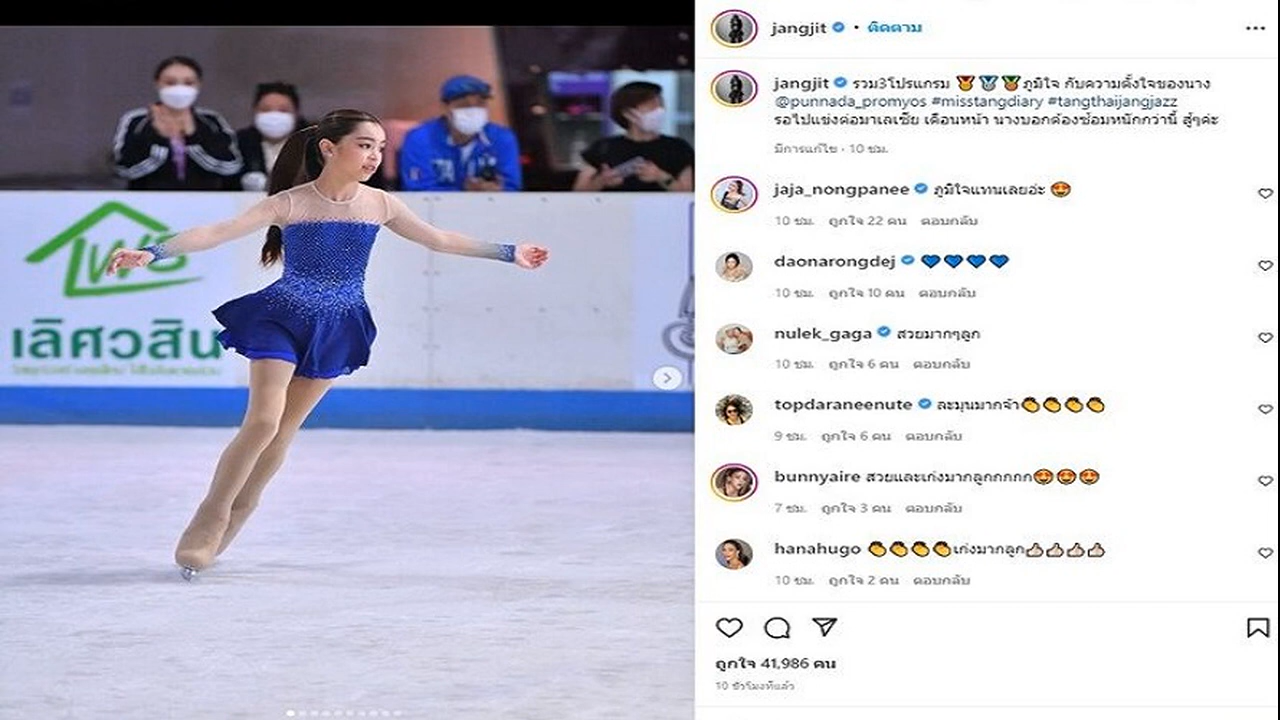 LWS
เลิศวสิน
jangjit • ติดตาม
jangjit รวม3โปรแกรม 🥇🥈🥉ภูมิใจ กับความตั้งใจของนาง
@punnada_promyos #misstangdiary #tangthaijangjazz
รอไปแข่งต่อมาเลเซีย เดือนหน้า นางบอกต้องซ้อมหนักกว่านี้ สู้ๆค่ะ
มีการแก้ไข · 10 ชม.
jaja_nongpanee ภูมิใจแทนเลยอ่ะ 😍
10 ชม. ถูกใจ 22 คน ตอบกลับ
daonarongdej 💙💙💙💙
10 ชม. ถูกใจ 10 คน ตอบกลับ
nulek_gaga สวยมากๆลูก
10 ชม. ถูกใจ 6 คน ตอบกลับ
topdaraneenute ละมุนมากจ้า👏👏👏👏
9 ชม. ถูกใจ 6 คน ตอบกลับ
bunnyaire สวยและเก่งมากลูกกกกก😍😍😍
7 ชม. ถูกใจ 3 คน ตอบกลับ
hanahugo 👏👏👏👏เก่งมากลูก👍🏻👍🏻👍🏻👍🏻
10 ชม. ถูกใจ 2 คน ตอบกลับ
ถูกใจ 41,986 คน
10 ชั่วโมงที่แล้ว